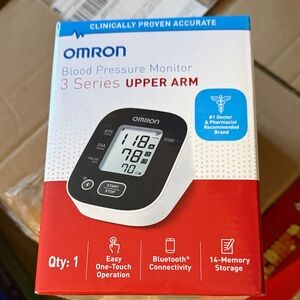 CLINICALLY PROVEN ACCURATE
OMRON
Blood Pressure Monitor
3 Series UPPER ARM
#1 Doctor
& Pharmacist
Recommended
Brand
OMRON
SYS
118
DIA
78
PULSE
70
START
STOP
Qty: 1
Easy
One-Touch
Operation
Bluetooth®
Connectivity
14-Memory
Storage